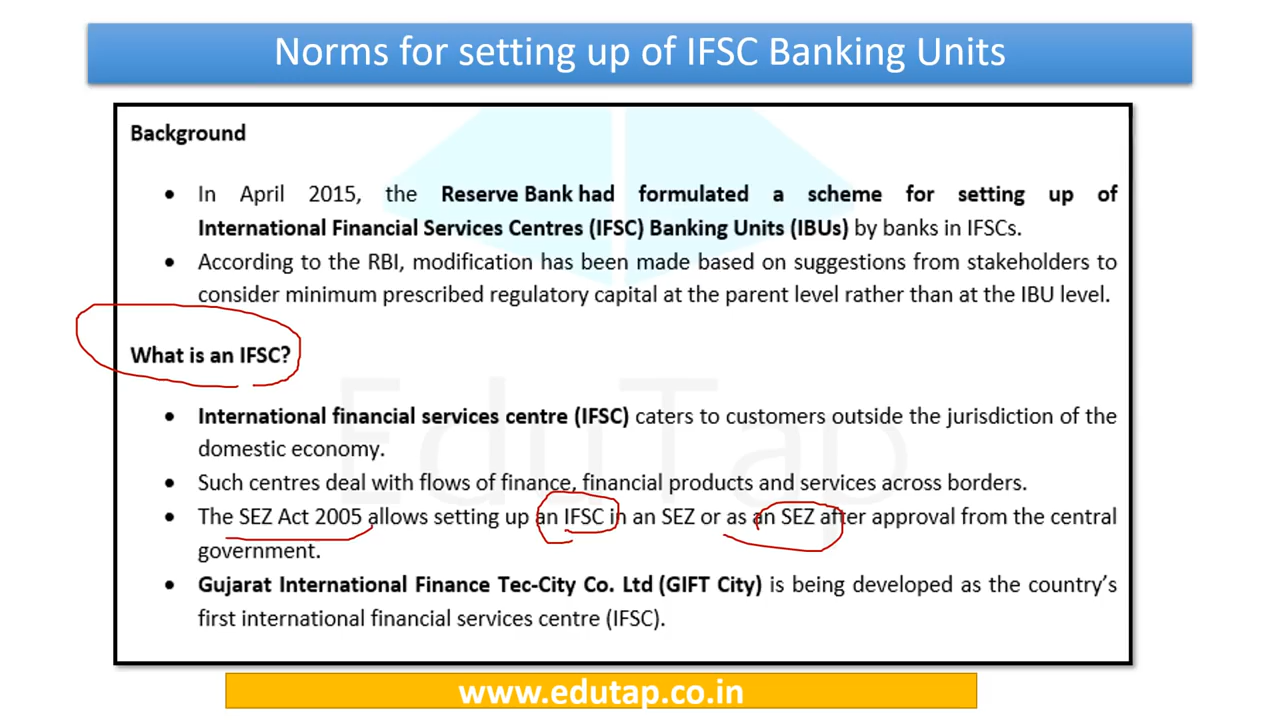 Norms for setting up of IFSC Banking Units
Background
• In April 2015, the Reserve Bank had formulated a scheme for setting up of
International Financial Services Centres (IFSC) Banking Units (IBUs) by banks in IFSCs.
• According to the RBI, modification has been made based on suggestions from stakeholders to
consider minimum prescribed regulatory capital at the parent level rather than at the IBU level.
What is an IFSC?
• International financial services centre (IFSC) caters to customers outside the jurisdiction of the
domestic economy.
• Such centres deal with flows of finance, financial products and services across borders.
• The SEZ Act 2005 allows setting up an IFSC in an SEZ or as an SEZ after approval from the central
government.
• Gujarat International Finance Tec-City Co. Ltd (GIFT City) is being developed as the country’s
first international financial services centre (IFSC).
EduTap
www.edutap.co.in